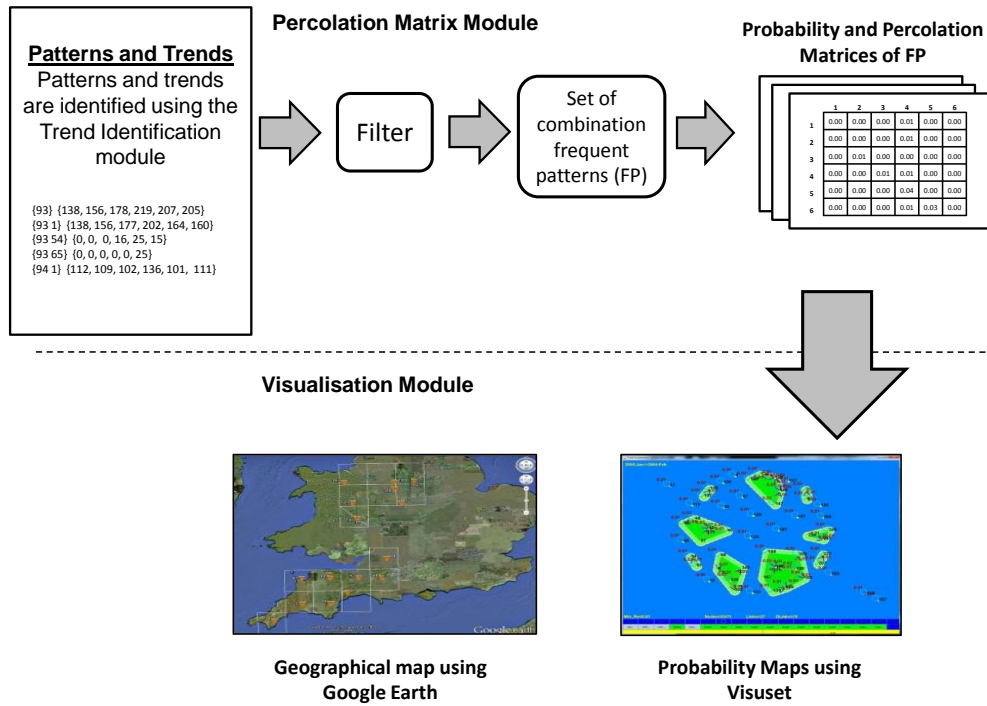 Percolation Matrix Module
Patterns and Trends
Patterns and trends
are identified using the
Trend Identification
module
{93} {138, 156, 178, 219, 207, 205}
{93 1} {138, 156, 177, 202, 164, 160}
{93 54} {0, 0, 0, 16, 25, 15}
{93 65} {0, 0, 0, 0, 0, 25}
{94 1} {112, 109, 102, 136, 101, 111}
Filter
Set of
combination
frequent
patterns (FP)
Probability and Percolation
Matrices of FP
1 2 3 4 5 6
1 0.00 0.00 0.00 0.01 0.00 0.00
2 0.00 0.00 0.00 0.01 0.00 0.00
3 0.00 0.01 0.00 0.00 0.00 0.00
4 0.00 0.00 0.01 0.01 0.00 0.00
5 0.00 0.00 0.00 0.04 0.00 0.00
6 0.00 0.00 0.00 0.01 0.03 0.00
Visualisation Module
Google earth
Geographical map using
Google Earth
Probability Maps using
Visuset